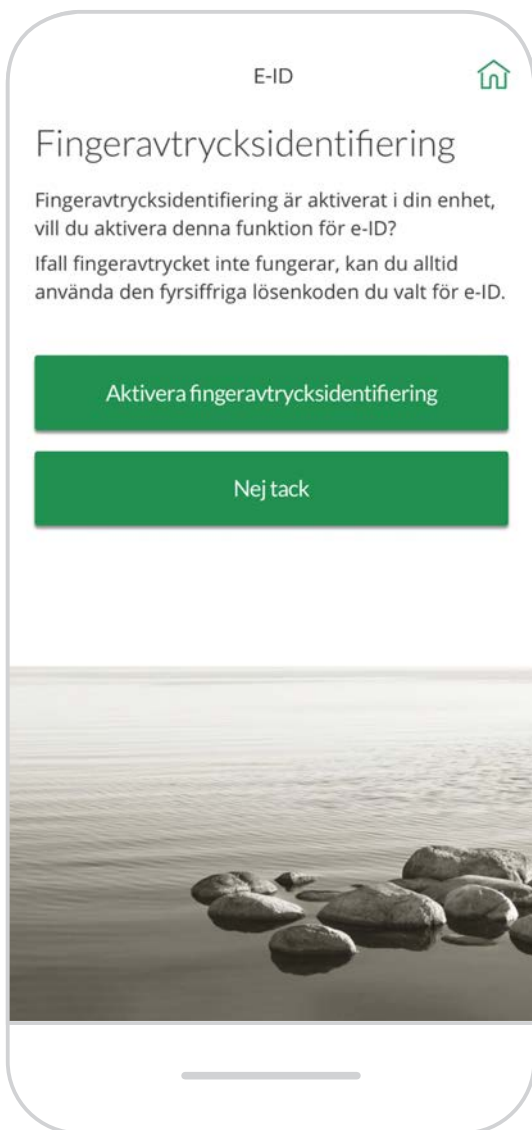 E-ID
Fingeravtrycksidentifiering
Fingeravtrycksidentifiering är aktiverat i din enhet,
vill du aktivera denna funktion för e-ID?
Ifall fingeravtrycket inte fungerar, kan du alltid
använda den fyrsiffriga lösenkoden du valt för e-ID.
Aktivera fingeravtrycksidentifiering
Nej tack